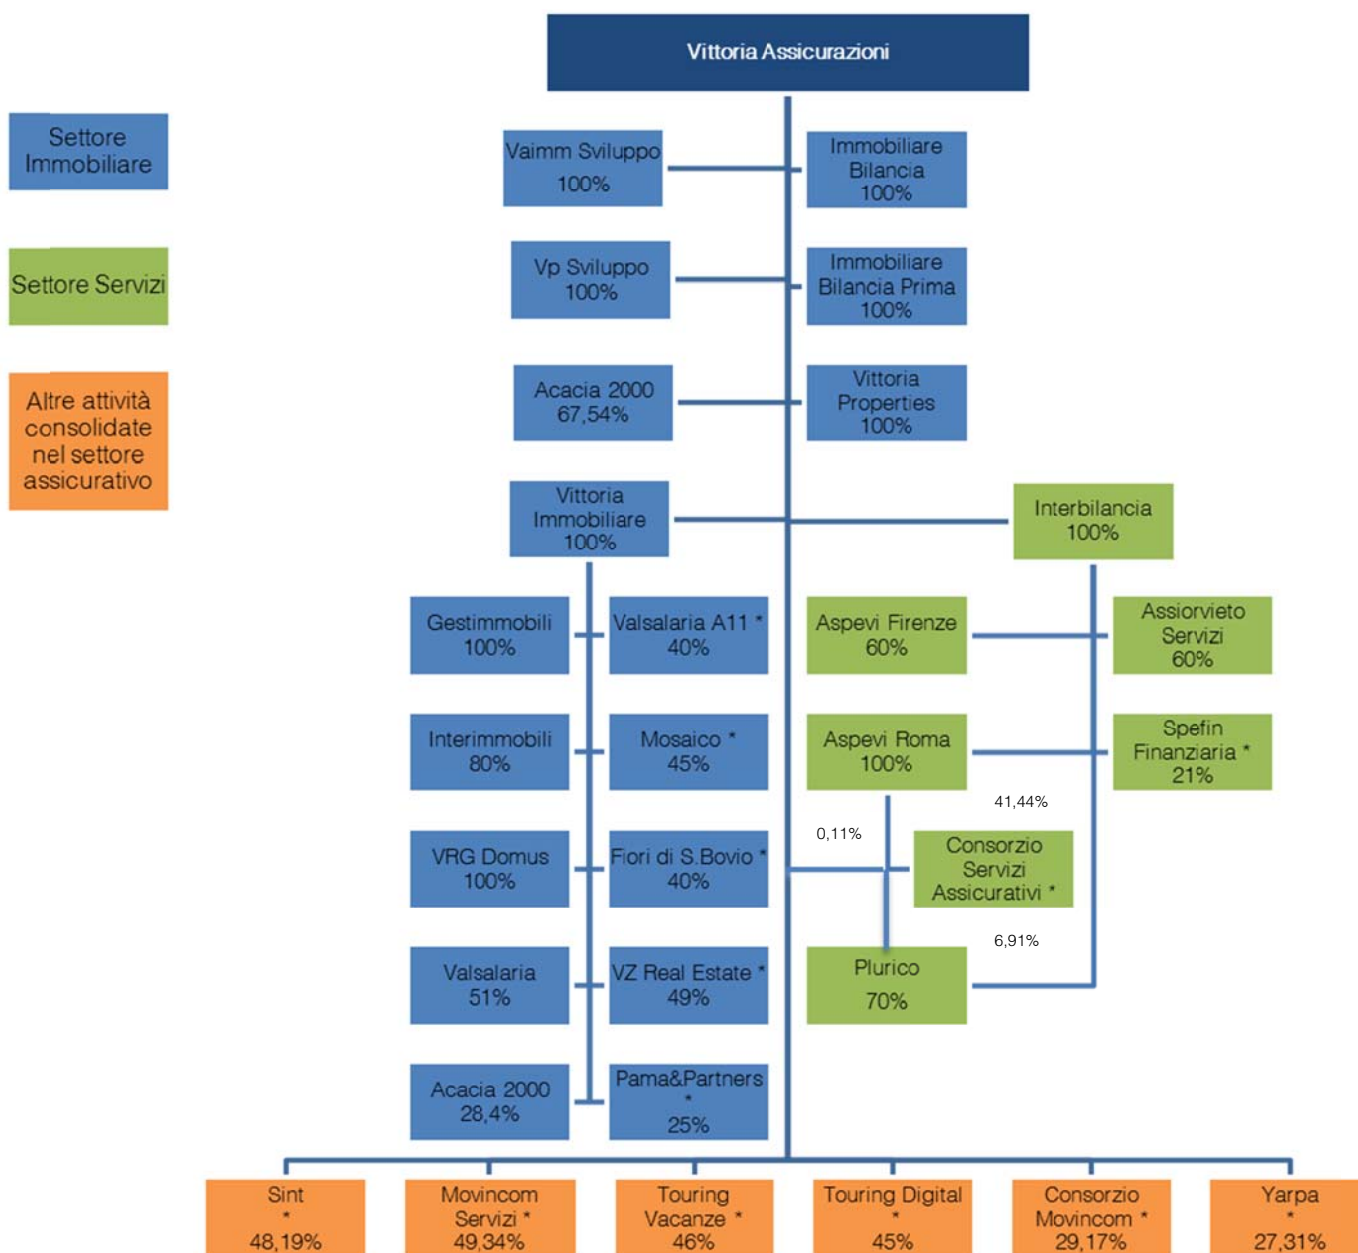 Vittoria Assicurazioni
Settore
Immobiliare
Settore Servizi
Altre attività
consolidate
nel settore
assicurativo
Vaimm Sviluppo
100%
Immobiliare
Bilancia
100%
Vp Sviluppo
100%
Immobiliare
Bilancia Prima
100%
Acacia 2000
67,54%
Vittoria
Properties
100%
Vittoria
Immobiliare
100%
Interbilancia
100%
Gestimmobili
100%
Valsalaria A11 *
40%
Aspevi Firenze
60%
Assiorvieto
Servizi
60%
Interimmobili
80%
Mosaico *
45%
Aspevi Roma
100%
Spefin
Finanziaria *
21%
41,44%
0,11%
VRG Domus
100%
Fiori di S.Bovio *
40%
Consorzio
Servizi
Assicurativi *
6,91%
Valsalaria
51%
VZ Real Estate *
49%
Plurico
70%
Acacia 2000
28,4%
Pama&Partners
*
25%
Sint
*
48,19%
Movincom
Servizi *
49,34%
Touring
Vacanze *
46%
Touring Digital
*
45%
Consorzio
Movincom *
29,17%
Yarpa
*
27,31%